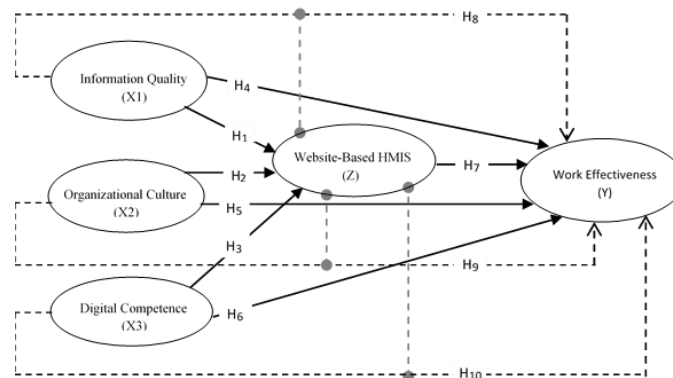 H8
Information Quality
(X1)
H4
H1
Website-Based HMIS
(Z)
H7
Work Effectiveness
(Y)
H2
Organizational Culture
(X2)
H5
H3
H9
Digital Competence
(X3)
H6
H10